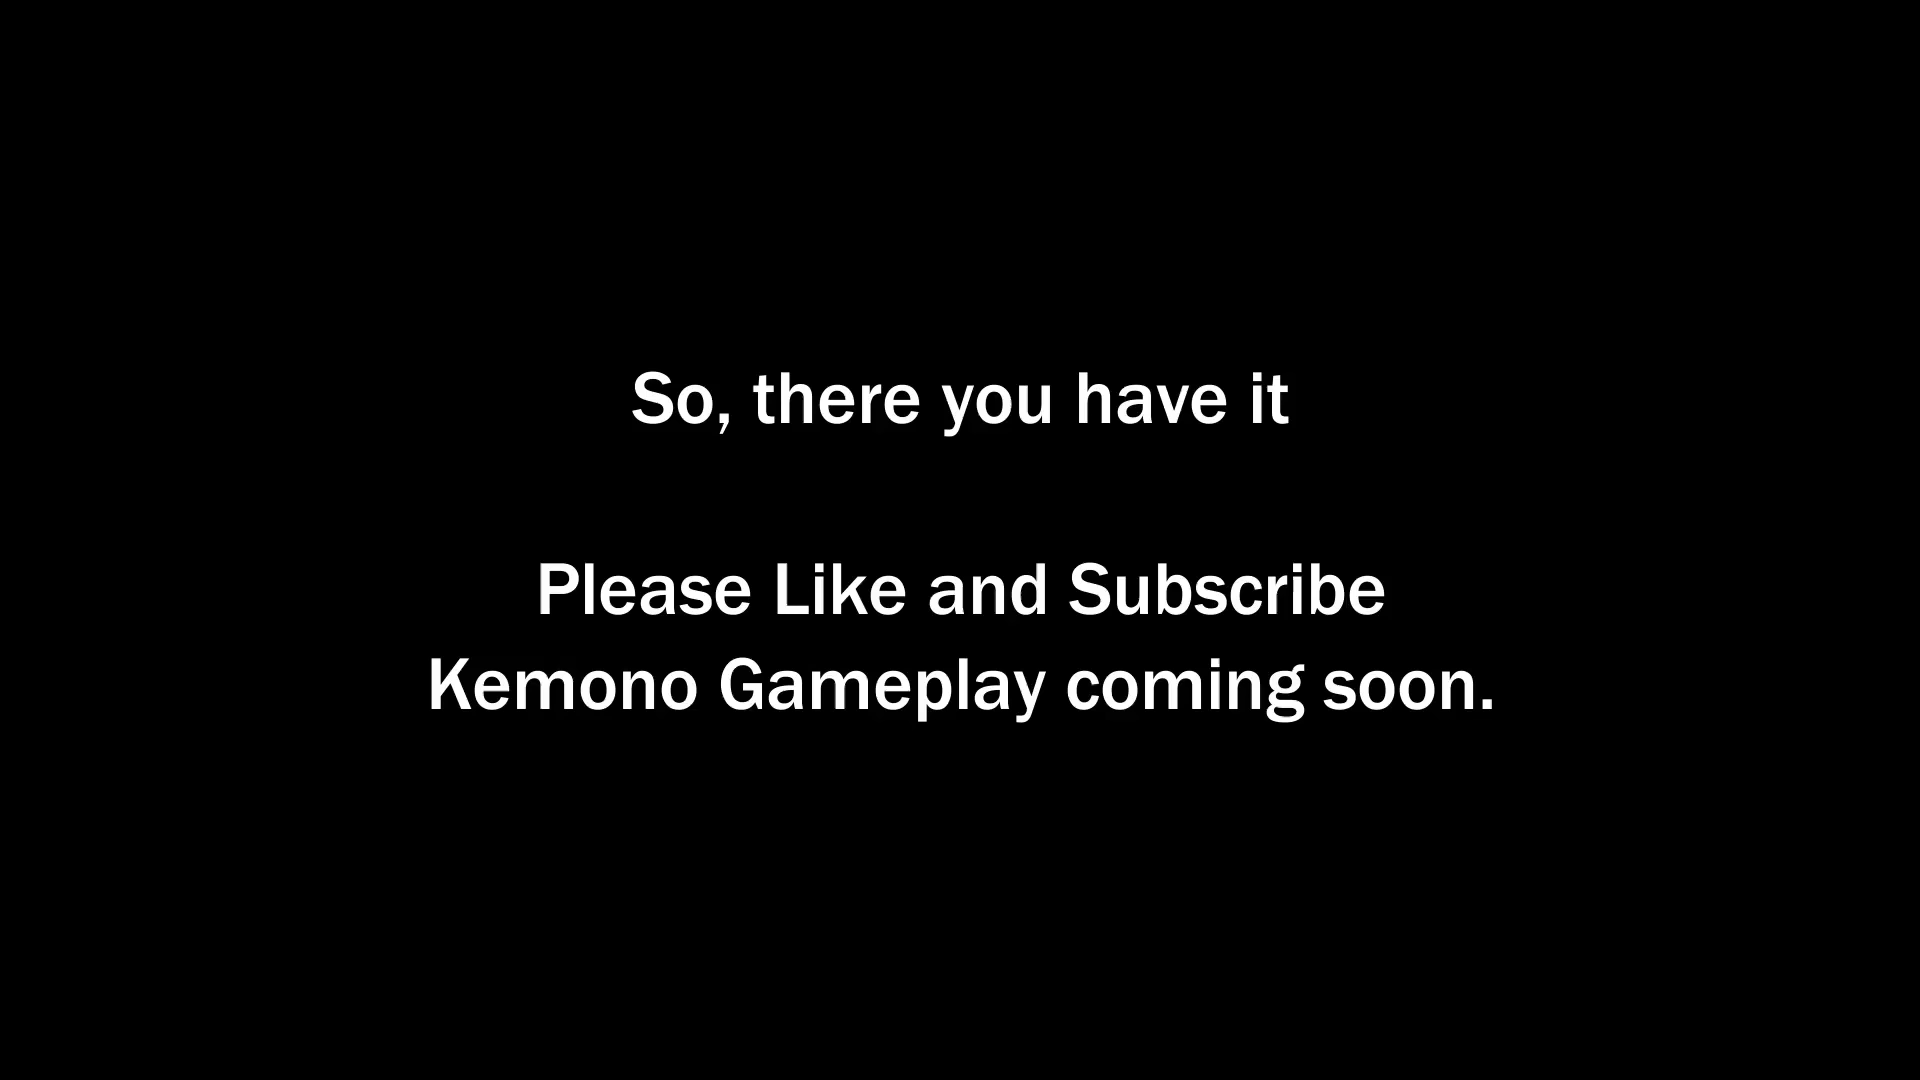 So, there you have it
Please Like and Subscribe
Kemono Gameplay coming soon.